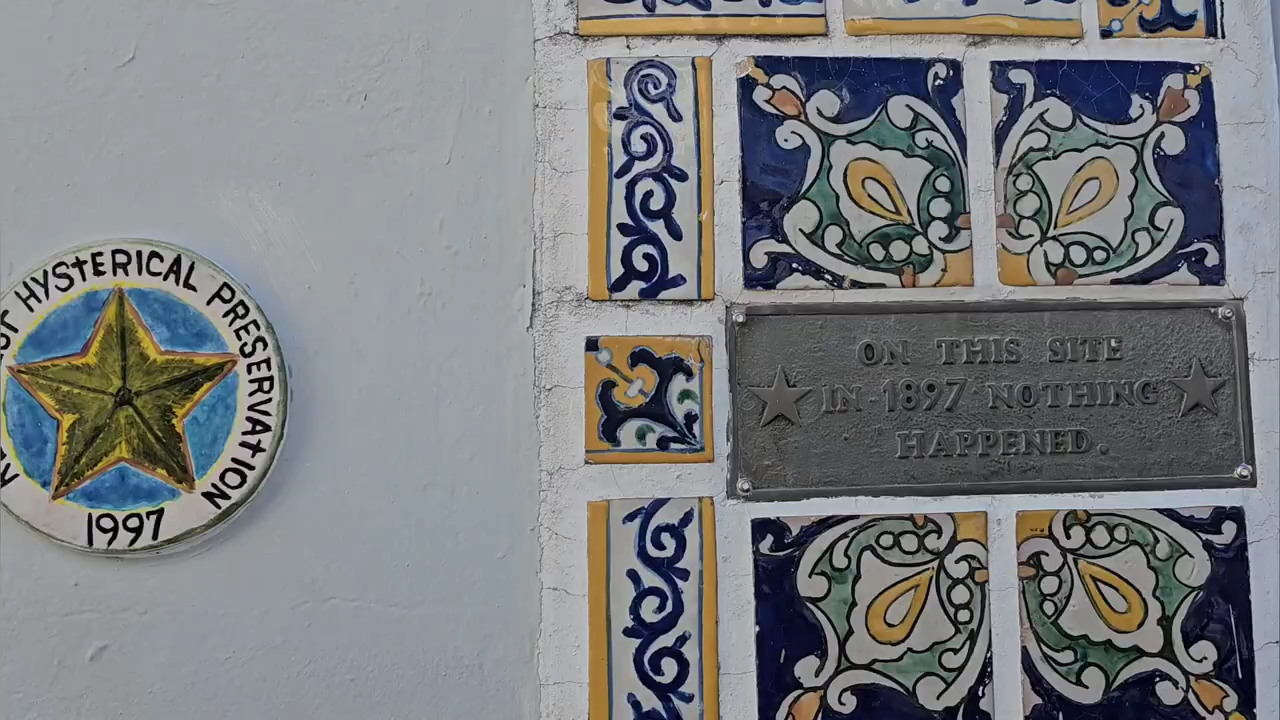 HYSTERICAL PRESERVATION
1997
ON THIS SITE
IN 1897 NOTHING
HAPPENED.